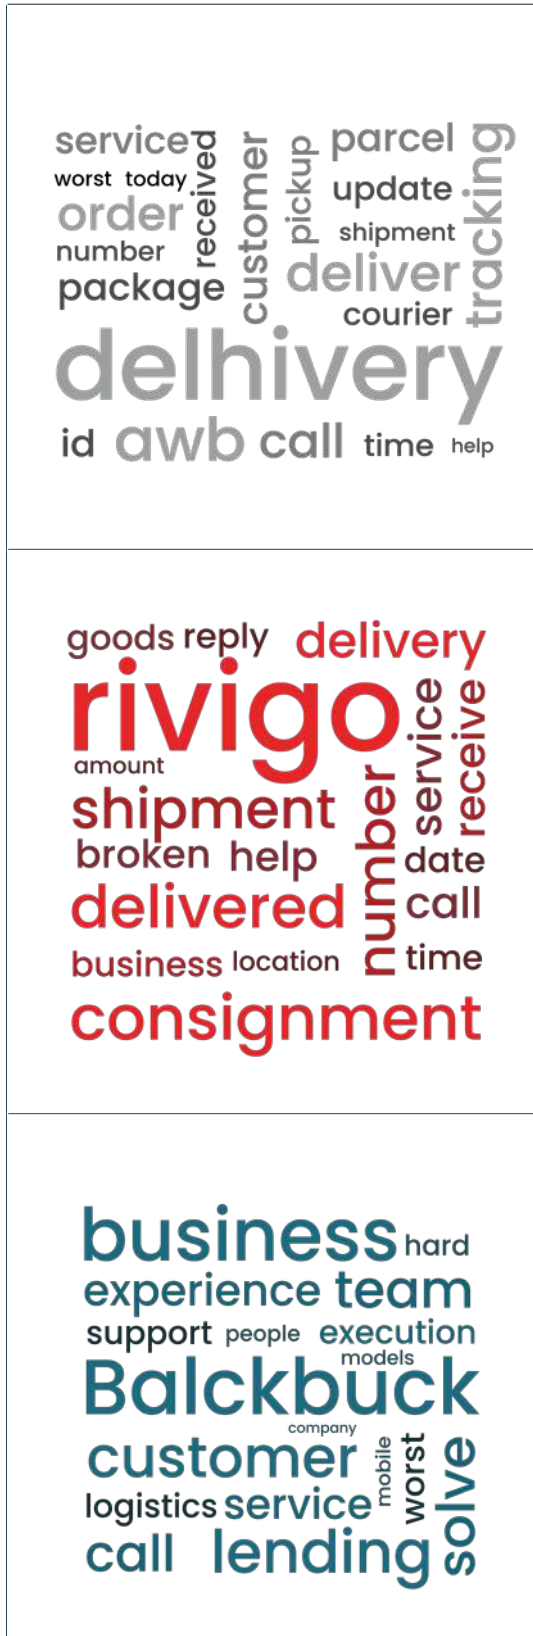 service
received
customer
pickup
parcel
tracking
worst today
update
order
shipment
number
deliver
package
courier
delhivery
id awb call time help
goods reply delivery
rivigo
service
receive
amount
shipment
number
broken help
date
delivered
call
business location
time
consignment
business hard
experience team
support people execution
models
Balckbuck
company
customer
mobile
worst
solve
logistics service
call lending